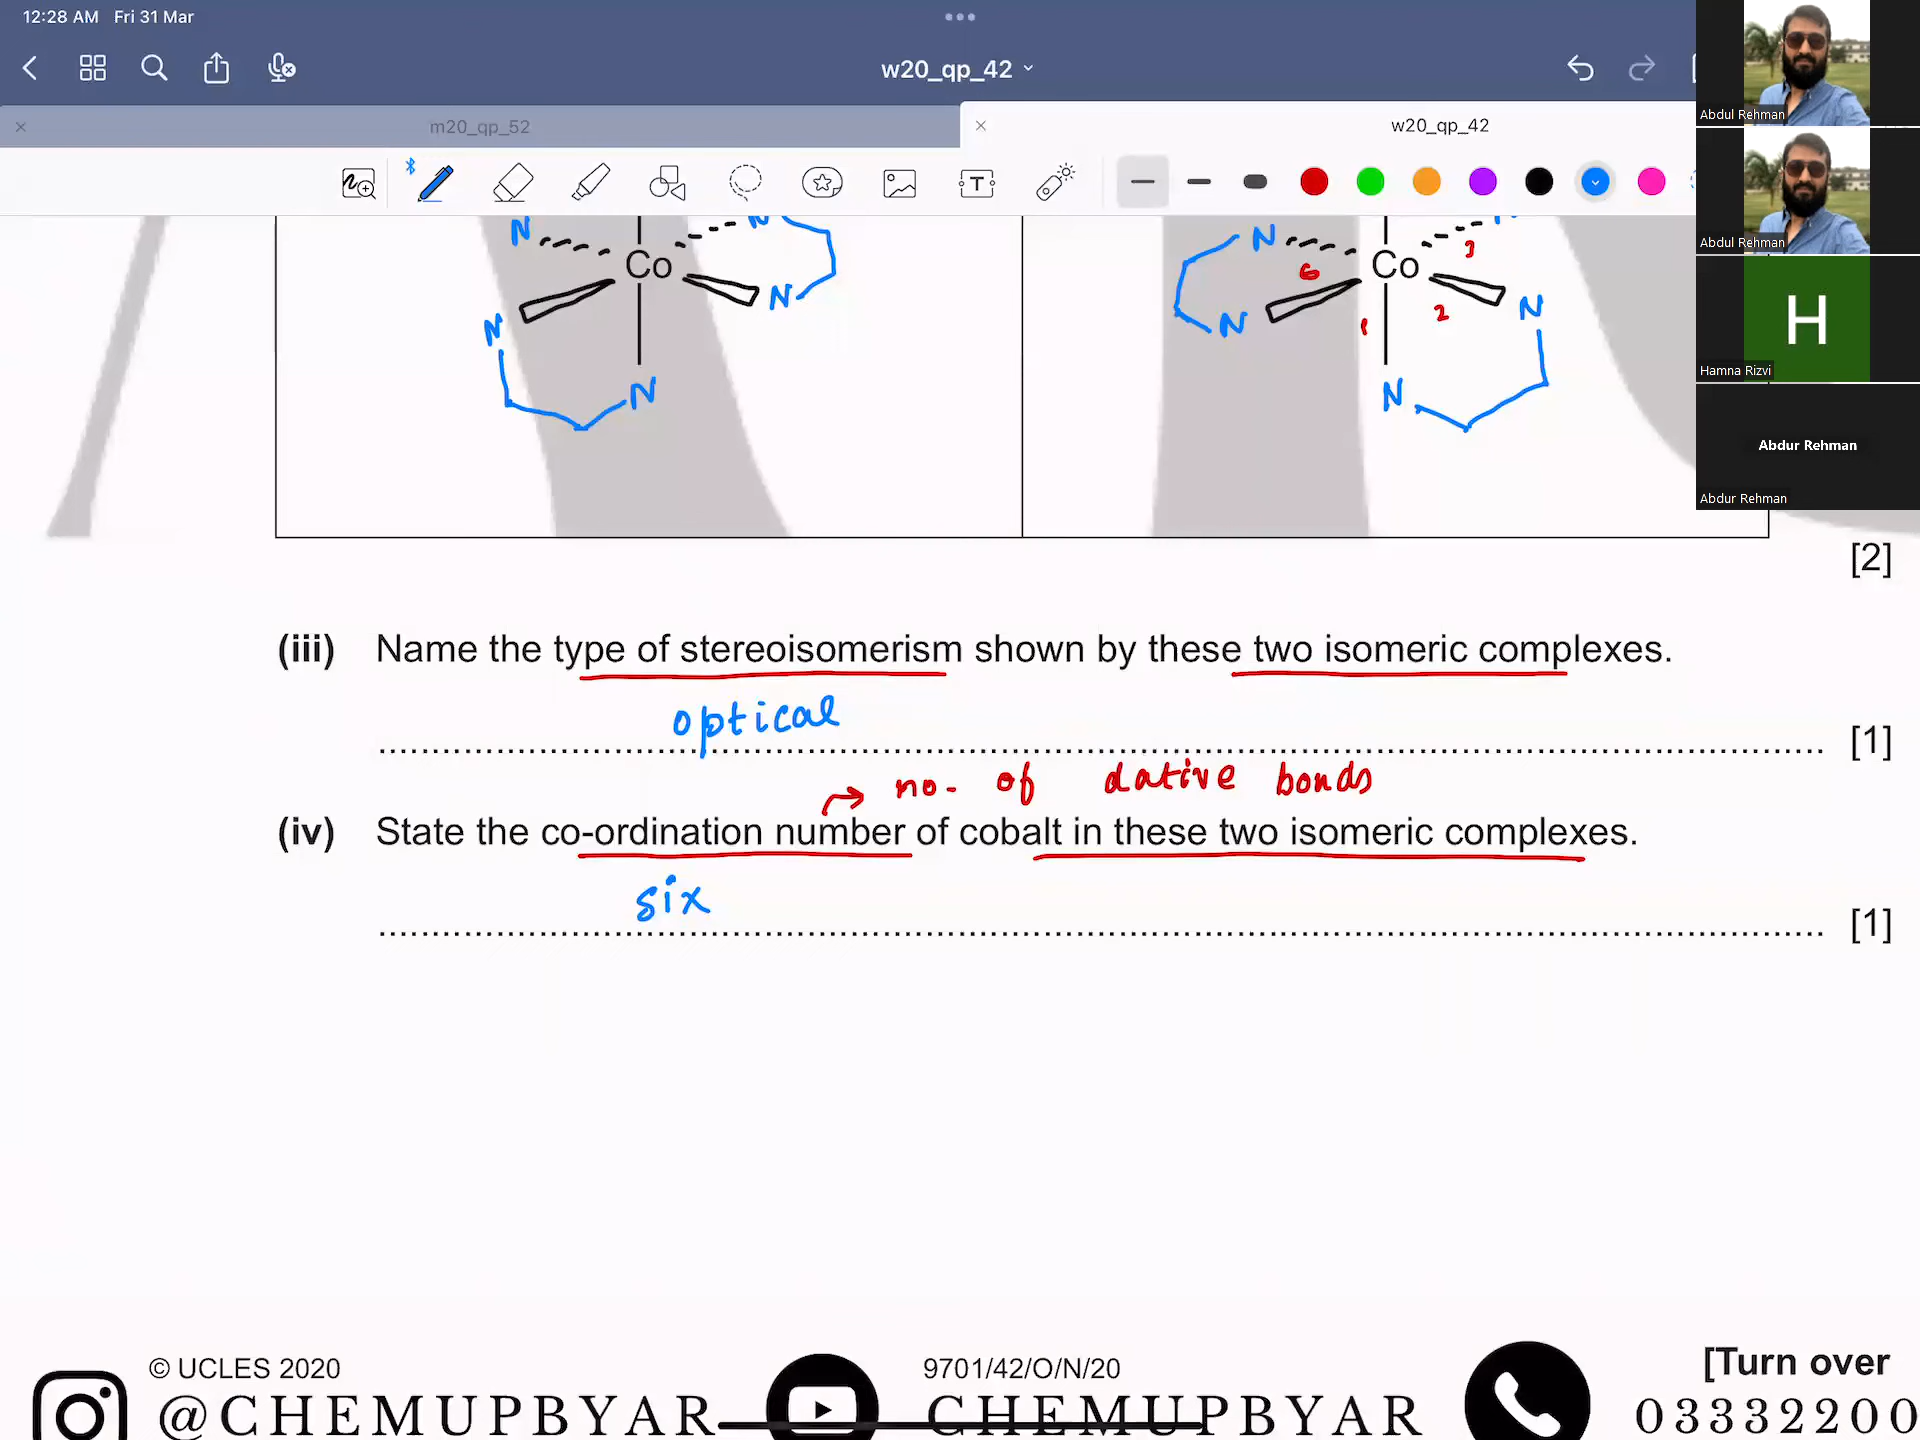 12:28 AM Fri 31 Mar
w20_qp_42
m20_qp_52
w20_qp_42
Abdul Rehman
Abdul Rehman
H
Hamna Rizvi
Abdur Rehman
Abdur Rehman
N N
Co
N N
N
N
Co
3
6
N 2 N
1
N
[2]
(iii) Name the type of stereoisomerism shown by these two isomeric complexes.
optical
[1]
no. of dative bonds
(iv) State the co-ordination number of cobalt in these two isomeric complexes.
six
[1]
© UCLES 2020 9701/42/O/N/20 [Turn over
@CHEMUPBYAR CHEMUPBYAR 03332200